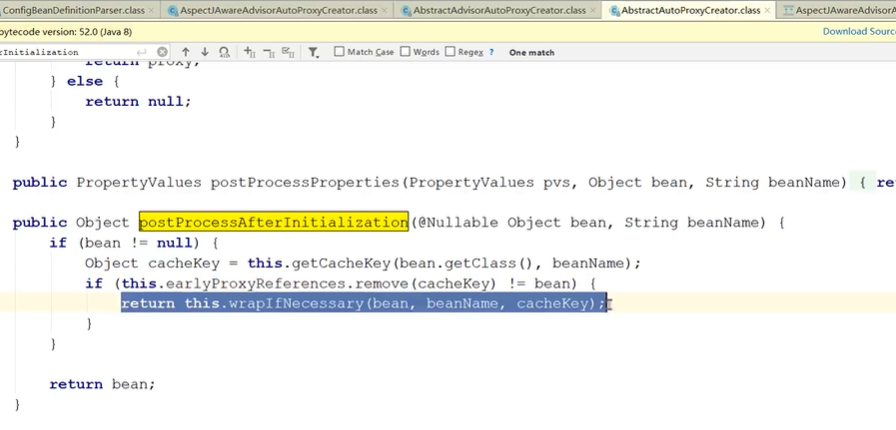 ConfigBeanDefinitionParser.class
AspectJAwareAdvisorAutoProxyCreator.class
AbstractAdvisorAutoProxyCreator.class
AbstractAutoProxyCreator.class
AspectJAwareAdvisorA
bytecode version: 52.0 (Java 8)
Download Sourc
rInitialization
Match Case
Words
Regex
?
One match
return proxy;
} else {
return null;
}
}
public PropertyValues postProcessProperties(PropertyValues pvs, Object bean, String beanName) { re
public Object postProcessAfterInitialization(@Nullable Object bean, String beanName) {
if (bean != null) {
Object cacheKey = this.getCacheKey(bean.getClass(), beanName);
if (this.earlyProxyReferences.remove(cacheKey) != bean) {
return this.wrapIfNecessary(bean, beanName, cacheKey);
}
}
return bean;
}